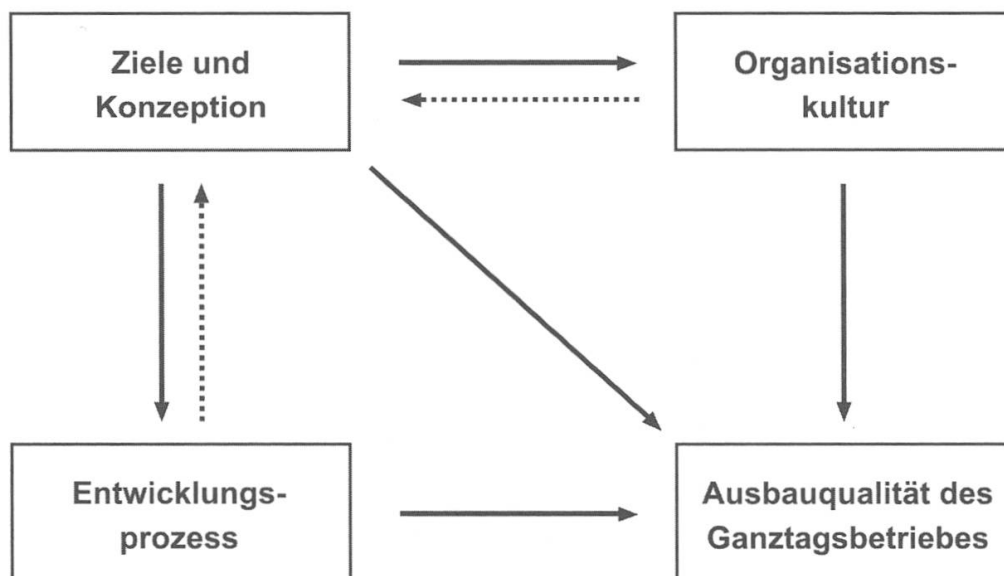 Ziele und
Konzeption
Organisations-
kultur
Entwicklungs-
prozess
Ausbauqualität des
Ganztagsbetriebes